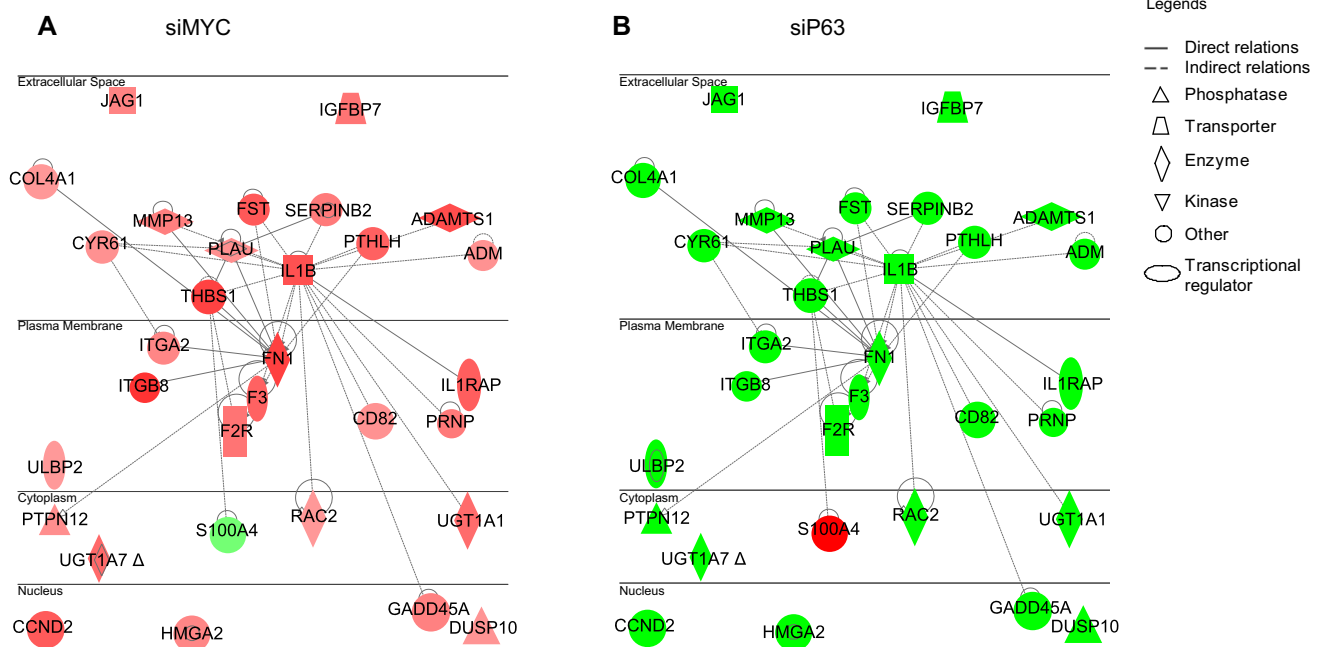 A
siMYC
Extracellular Space
JAG1
IGFBP7
COL4A1
MMP13
FST
SERPINB2
ADAMTS1
CYR61
PLAU
PTHLH
ADM
IL1B
THBS1
Plasma Membrane
ITGA2
FN1
ITGB8
F3
IL1RAP
CD82
PRNP
F2R
ULBP2
Cytoplasm
PTPN12
S100A4
RAC2
UGT1A1
UGT1A7 Δ
Nucleus
GADD45A
CCND2
HMGA2
DUSP10
B
siP63
Extracellular Space
JAG1
IGFBP7
COL4A1
MMP13
FST
SERPINB2
ADAMTS1
CYR61
PLAU
PTHLH
ADM
IL1B
THBS1
Plasma Membrane
ITGA2
FN1
ITGB8
F3
IL1RAP
CD82
PRNP
F2R
ULBP2
Cytoplasm
PTPN12
S100A4
RAC2
UGT1A1
UGT1A7 Δ
Nucleus
GADD45A
CCND2
HMGA2
DUSP10
Legends
Direct relations
Indirect relations
Phosphatase
Transporter
Enzyme
Kinase
Other
Transcriptional
regulator